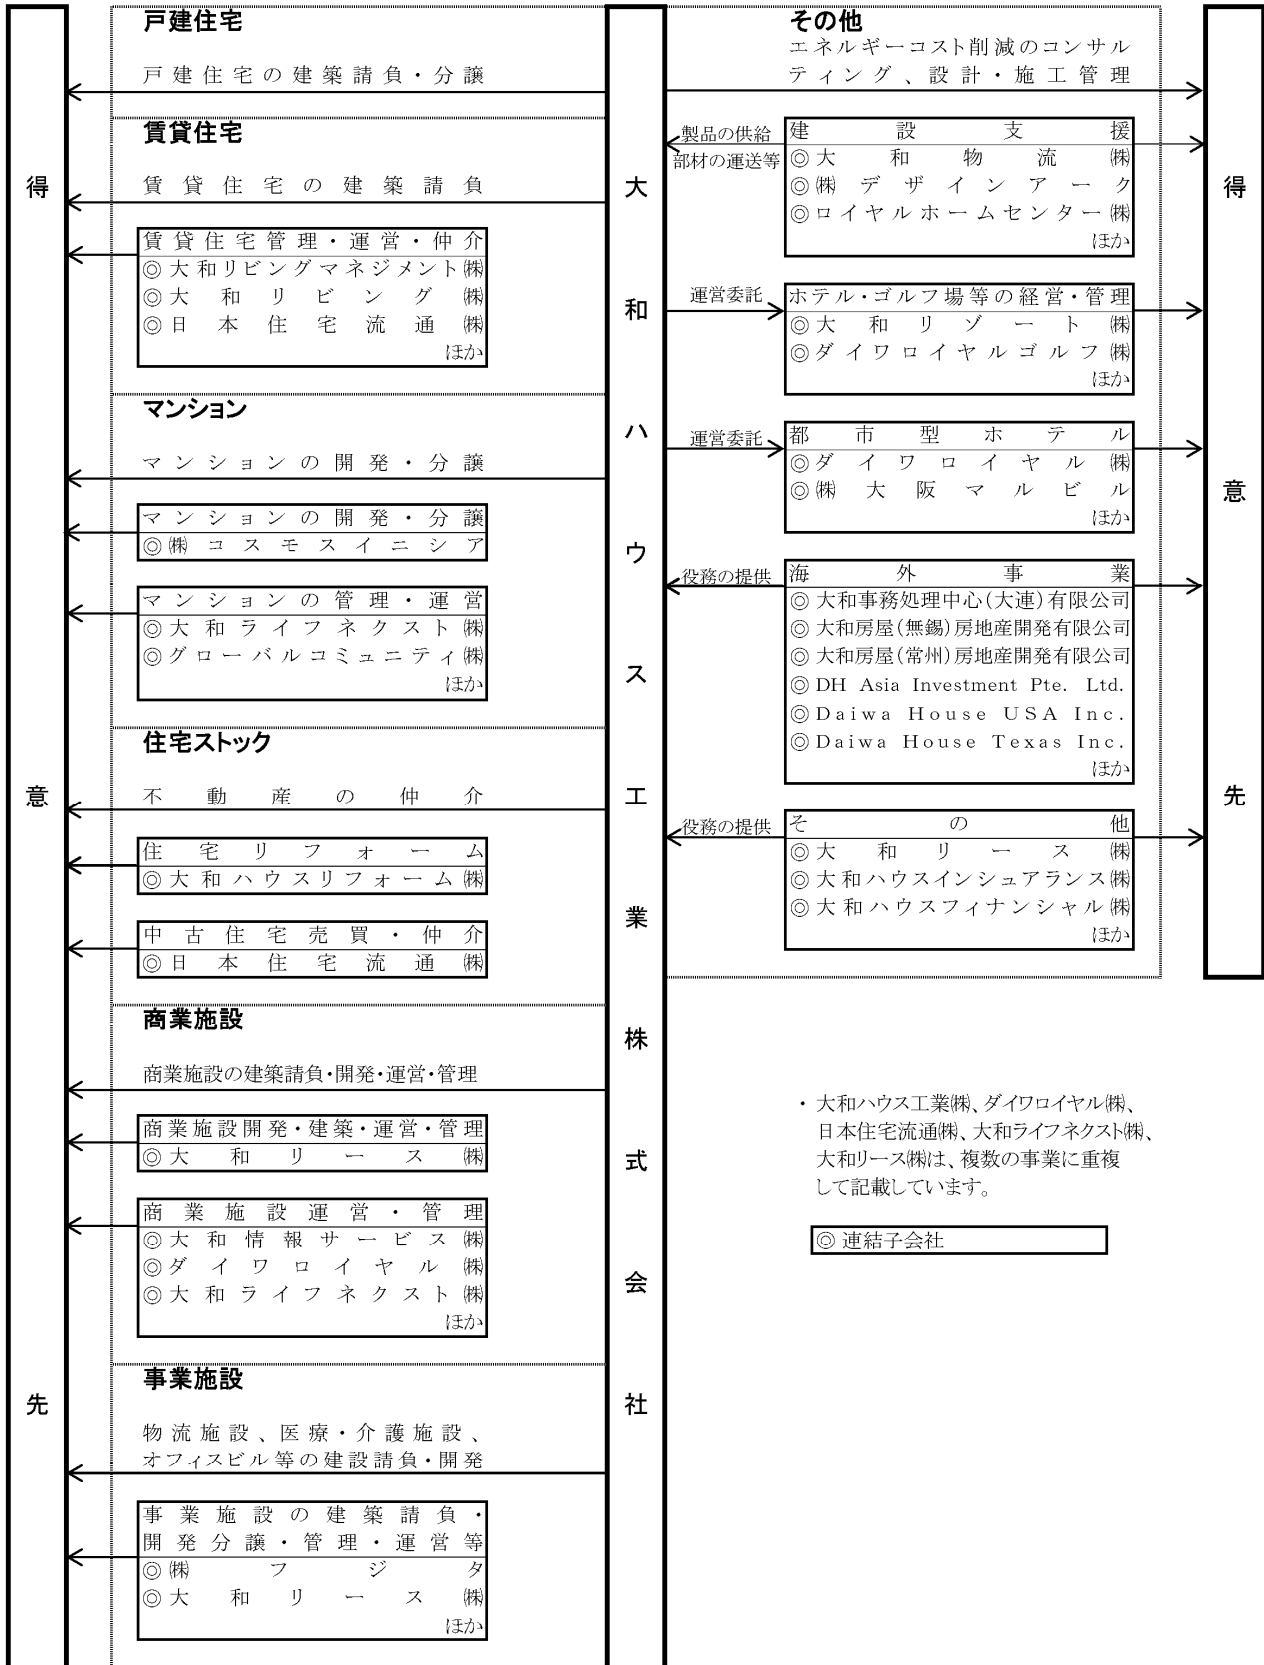 得意先
戸建住宅
戸建住宅の建築請負・分譲
賃貸住宅
賃貸住宅の建築請負
賃貸住宅管理・運営・仲介
◎大和リビングマネジメント㈱
◎大和リビング㈱
◎日本住宅流通㈱
ほか
マンション
マンションの開発・分譲
マンションの開発・分譲
◎㈱コスモスイニシア
マンションの管理・運営
◎大和ライフネクスト㈱
◎グローバルコミュニティ㈱
ほか
住宅ストック
不動産の仲介
住宅リフォーム
◎大和ハウスリフォーム㈱
中古住宅売買・仲介
◎日本住宅流通㈱
商業施設
商業施設の建築請負・開発・運営・管理
商業施設開発・建築・運営・管理
◎大和リース㈱
商業施設運営・管理
◎大和情報サービス㈱
◎ダイワロイヤル㈱
◎大和ライフネクスト㈱
ほか
事業施設
物流施設、医療・介護施設、
オフィスビル等の建設請負・開発
事業施設の建築請負・
開発分譲・管理・運営等
◎㈱フジタ
◎大和リース㈱
ほか
大和ハウス工業株式会社
その他
エネルギーコスト削減のコンサル
ティング、設計・施工管理
製品の供給
部材の運送等
建設支援
◎大和物流㈱
◎㈱デザインアーク
◎ロイヤルホームセンター㈱
ほか
運営委託
ホテル・ゴルフ場等の経営・管理
◎大和リゾート㈱
◎ダイワロイヤルゴルフ㈱
ほか
運営委託
都市型ホテル
◎ダイワロイヤル㈱
◎㈱大阪マルビル
ほか
役務の提供
海外事業
◎大和事務処理中心(大連)有限公司
◎大和房屋(無錫)房地産開発有限公司
◎大和房屋(常州)房地産開発有限公司
◎DH Asia Investment Pte. Ltd.
◎Daiwa House USA Inc.
◎Daiwa House Texas Inc.
ほか
役務の提供
その他
◎大和リース㈱
◎大和ハウスインシュアランス㈱
◎大和ハウスフィナンシャル㈱
ほか
得意先
・大和ハウス工業㈱、ダイワロイヤル㈱、
日本住宅流通㈱、大和ライフネクスト㈱、
大和リース㈱は、複数の事業に重複
して記載しています。
◎ 連結子会社